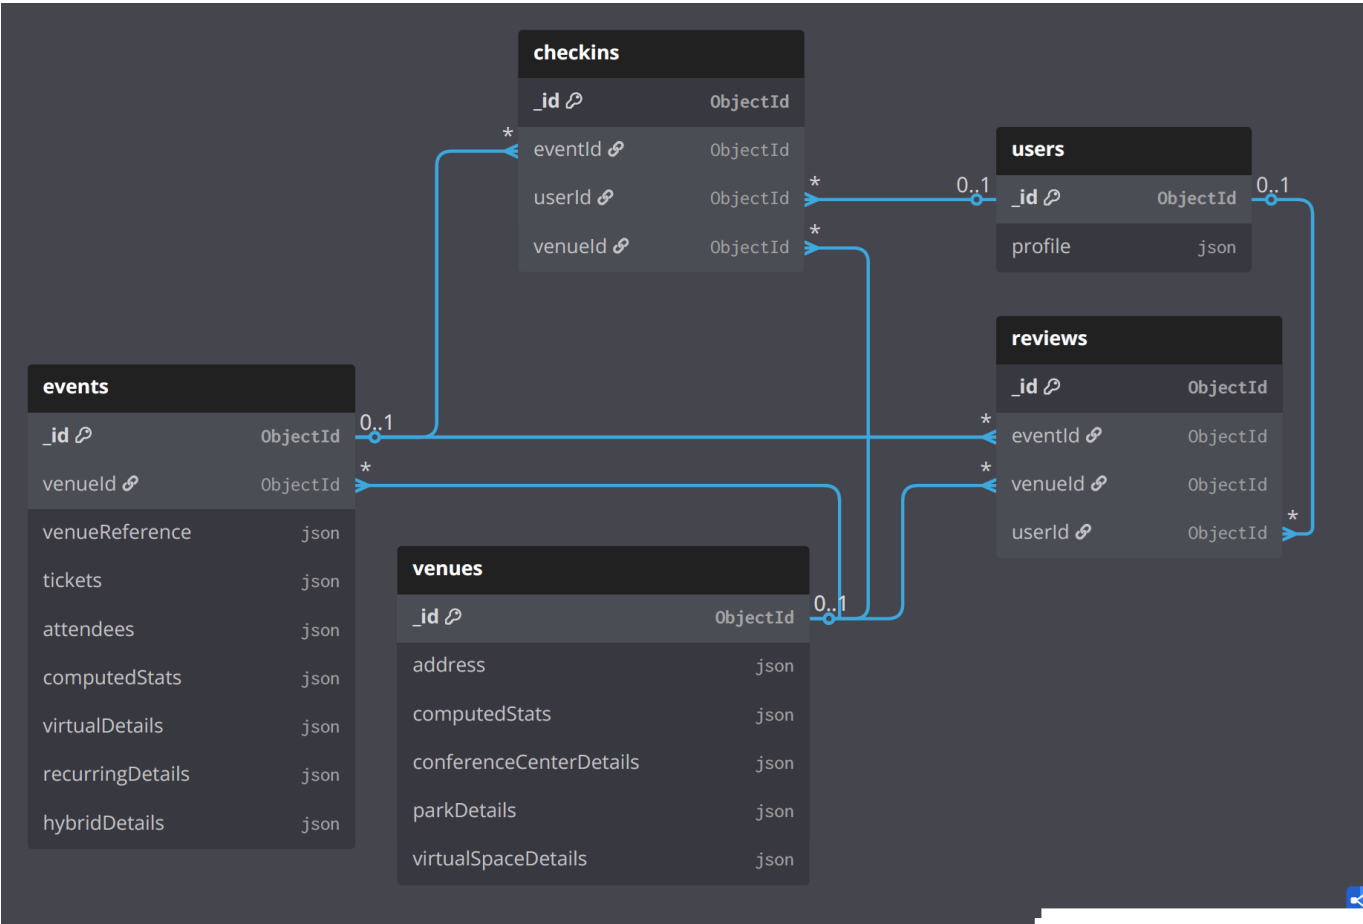 checkins
_id ObjectId
* eventId ObjectId
userId ObjectId *
venueId ObjectId *
users
0..1 _id ObjectId 0..1
profile json
reviews
_id ObjectId
* eventId ObjectId
* venueId ObjectId
userId ObjectId *
events
_id ObjectId 0..1
venueId ObjectId *
venueReference json
tickets json
attendees json
computedStats json
virtualDetails json
recurringDetails json
hybridDetails json
venues
_id ObjectId 0..1
address json
computedStats json
conferenceCenterDetails json
parkDetails json
virtualSpaceDetails json